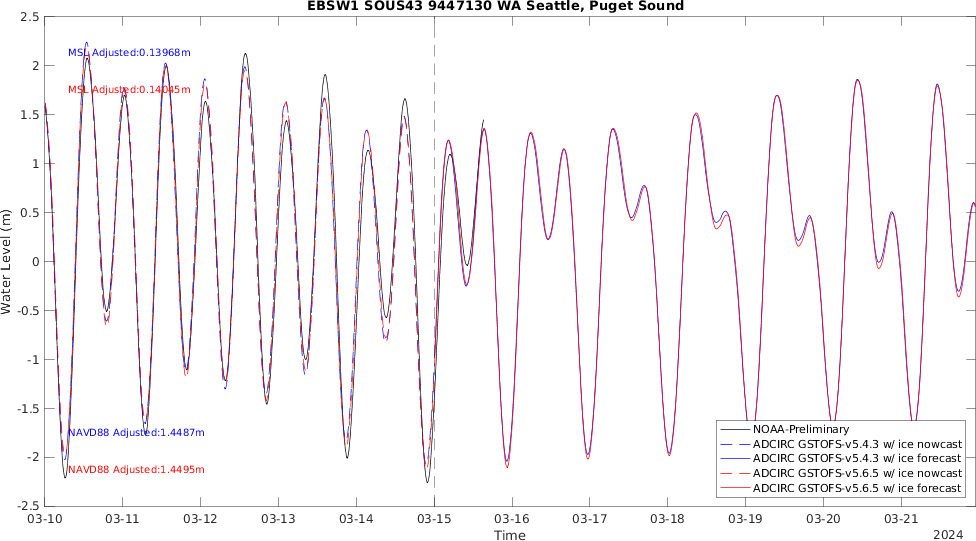 EBSW1 SOUS43 9447130 WA Seattle, Puget Sound
2.5
2
1.5
1
0.5
0
-0.5
-1
-1.5
-2
-2.5
Water Level (m)
MSL Adjusted:0.13968m
MSL Adjusted:0.14045m
NAVD88 Adjusted:1.4487m
NAVD88 Adjusted:1.4495m
NOAA-Preliminary
ADCIRC GSTOFS-v5.4.3 w/ ice nowcast
ADCIRC GSTOFS-v5.4.3 w/ ice forecast
ADCIRC GSTOFS-v5.6.5 w/ ice nowcast
ADCIRC GSTOFS-v5.6.5 w/ ice forecast
03-10 03-11 03-12 03-13 03-14 03-15 03-16 03-17 03-18 03-19 03-20 03-21
Time
2024